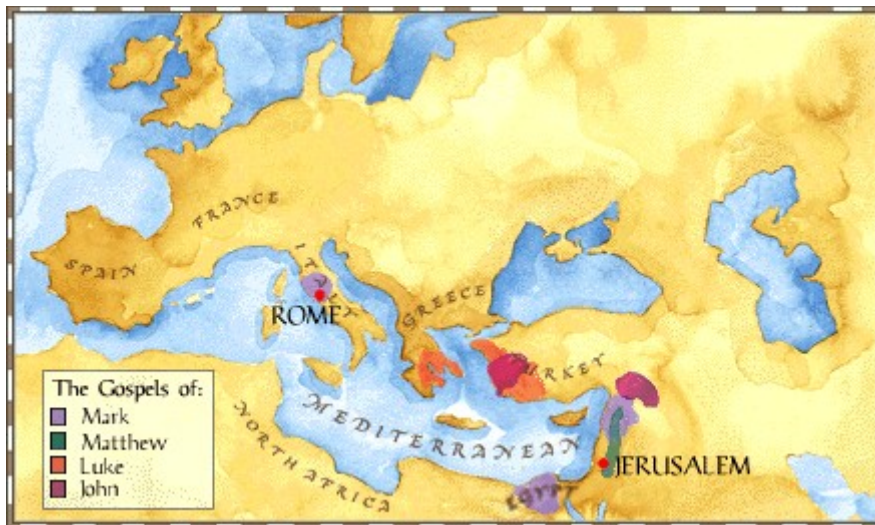 FRANCE
SPAIN
ITALY
ROME
GREECE
TURKEY
MEDITERRANEAN
NORTH AFRICA
EGYPT
JERUSALEM
The Gospels of:
Mark
Matthew
Luke
John